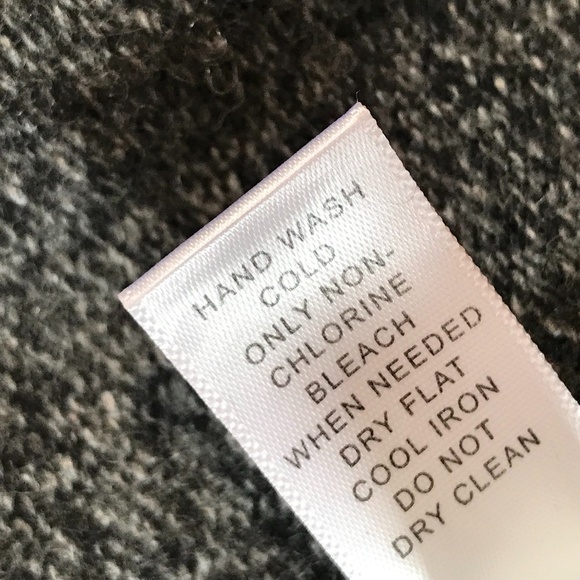 HAND WASH
COLD
ONLY NON-
CHLORINE
BLEACH
WHEN NEEDED
DRY FLAT
COOL IRON
DO NOT
DRY CLEAN